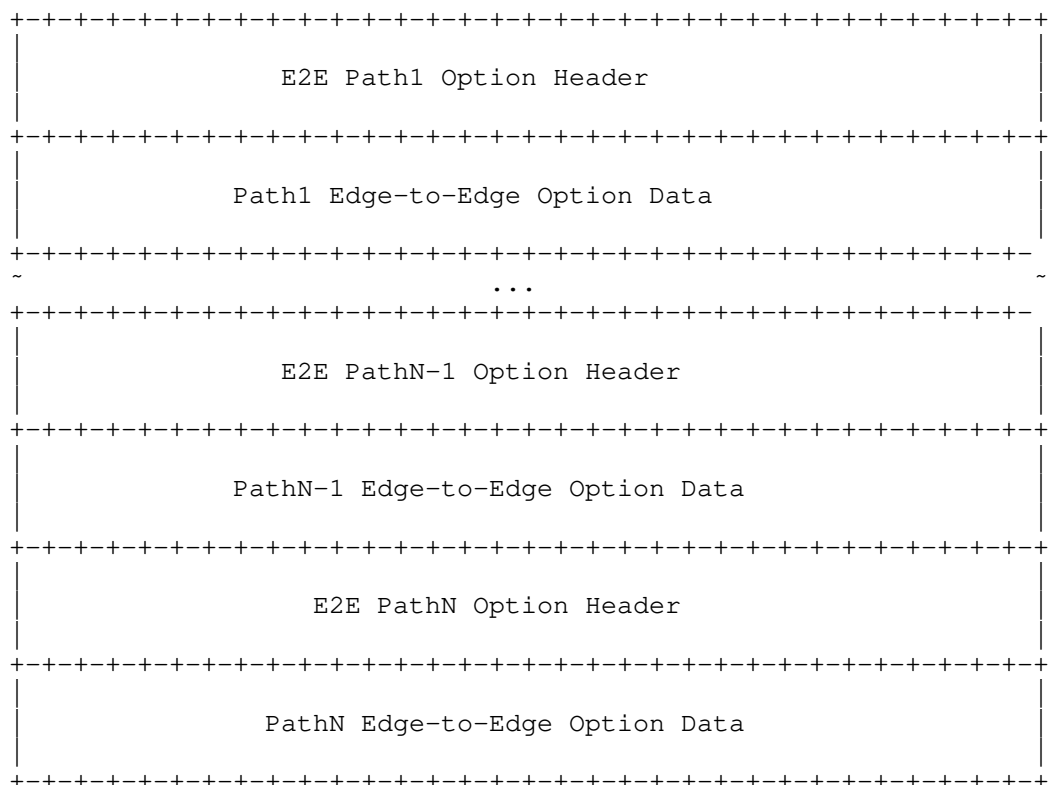 +-+-+-+-+-+-+-+-+-+-+-+-+-+-+-+-+-+-+-+-+-+-+-+-+-+-+-+-+-+-+-+-+
|                                                               |
|                E2E Path1 Option Header                        |
|                                                               |
+-+-+-+-+-+-+-+-+-+-+-+-+-+-+-+-+-+-+-+-+-+-+-+-+-+-+-+-+-+-+-+-+
|                                                               |
|             Path1 Edge-to-Edge Option Data                    |
|                                                               |
+-+-+-+-+-+-+-+-+-+-+-+-+-+-+-+-+-+-+-+-+-+-+-+-+-+-+-+-+-+-+-+-
~                             ...                               ~
+-+-+-+-+-+-+-+-+-+-+-+-+-+-+-+-+-+-+-+-+-+-+-+-+-+-+-+-+-+-+-+-
|                                                               |
|                E2E PathN-1 Option Header                      |
|                                                               |
+-+-+-+-+-+-+-+-+-+-+-+-+-+-+-+-+-+-+-+-+-+-+-+-+-+-+-+-+-+-+-+-+
|                                                               |
|             PathN-1 Edge-to-Edge Option Data                  |
|                                                               |
+-+-+-+-+-+-+-+-+-+-+-+-+-+-+-+-+-+-+-+-+-+-+-+-+-+-+-+-+-+-+-+-+
|                                                               |
|                  E2E PathN Option Header                      |
|                                                               |
+-+-+-+-+-+-+-+-+-+-+-+-+-+-+-+-+-+-+-+-+-+-+-+-+-+-+-+-+-+-+-+-+
|                                                               |
|               PathN Edge-to-Edge Option Data                  |
|                                                               |
+-+-+-+-+-+-+-+-+-+-+-+-+-+-+-+-+-+-+-+-+-+-+-+-+-+-+-+-+-+-+-+-+